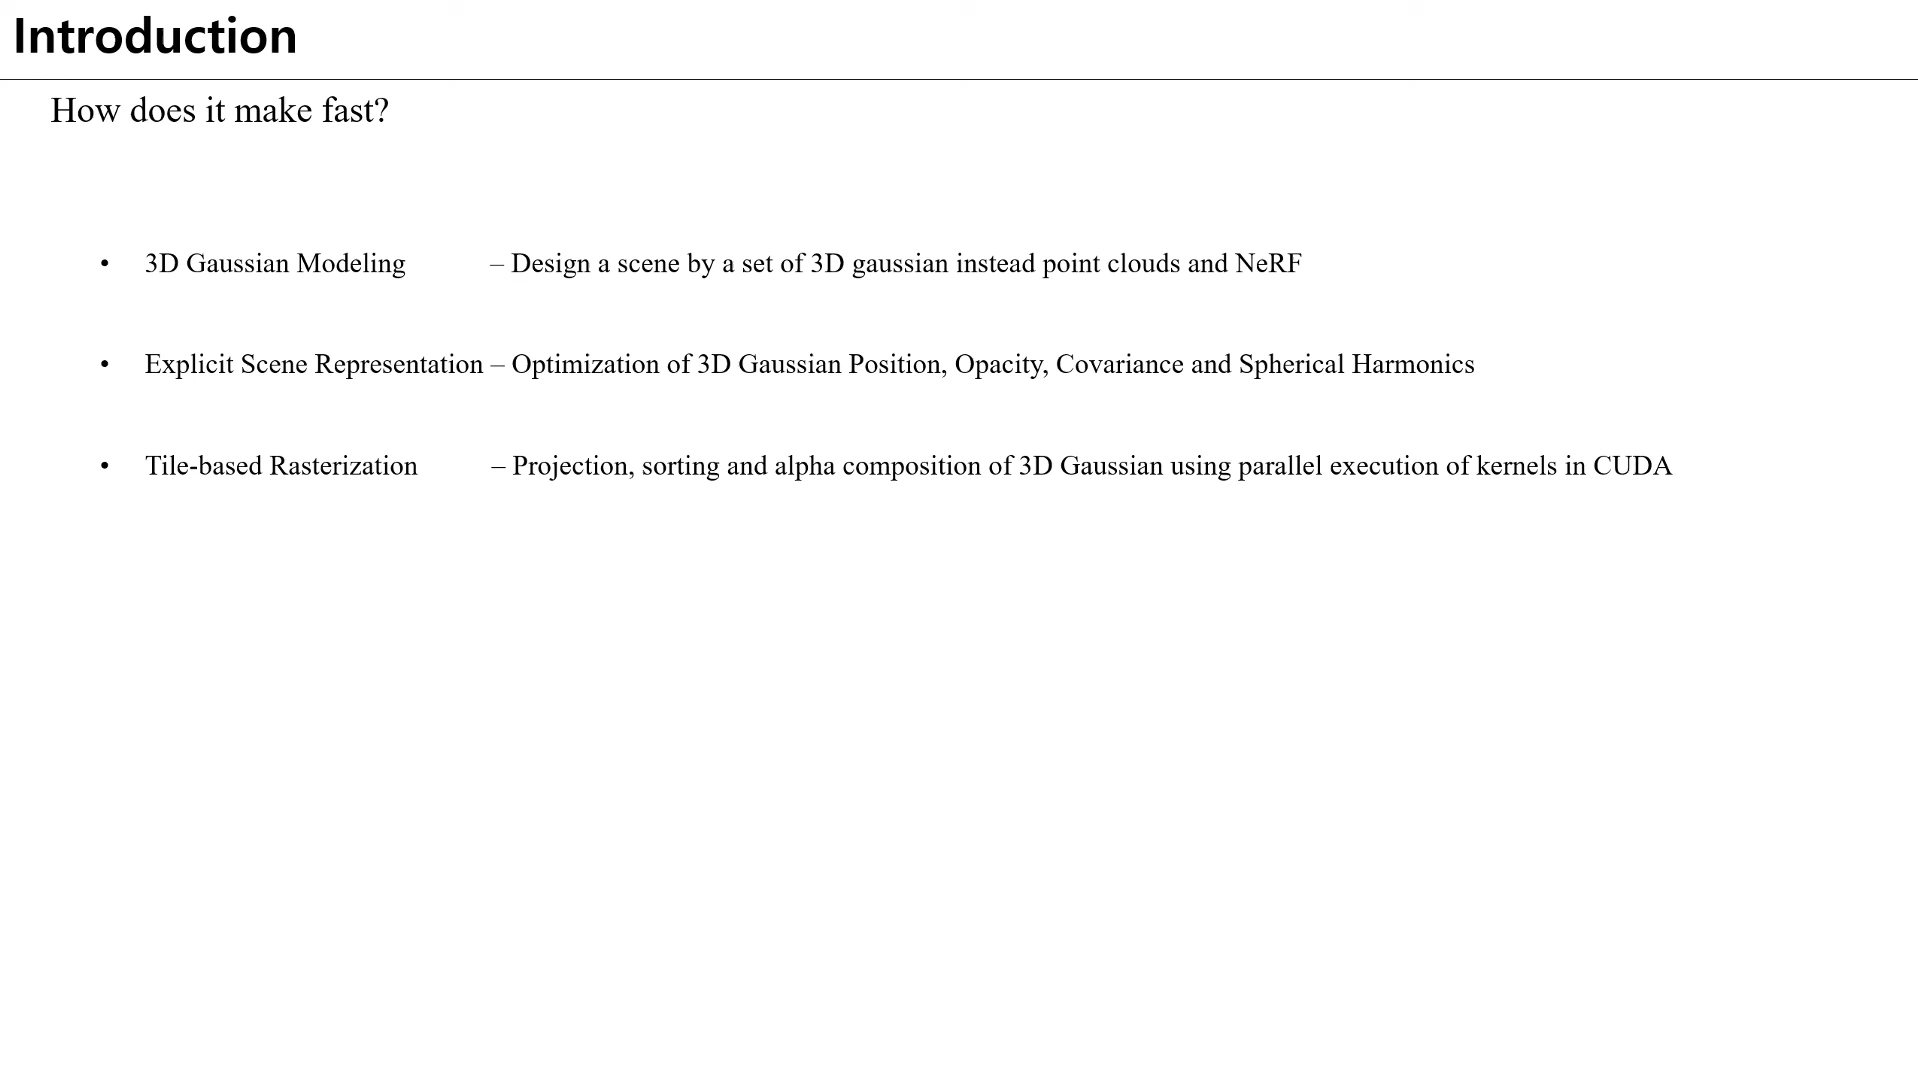 Introduction
How does it make fast?
• 3D Gaussian Modeling – Design a scene by a set of 3D gaussian instead point clouds and NeRF
• Explicit Scene Representation – Optimization of 3D Gaussian Position, Opacity, Covariance and Spherical Harmonics
• Tile-based Rasterization – Projection, sorting and alpha composition of 3D Gaussian using parallel execution of kernels in CUDA